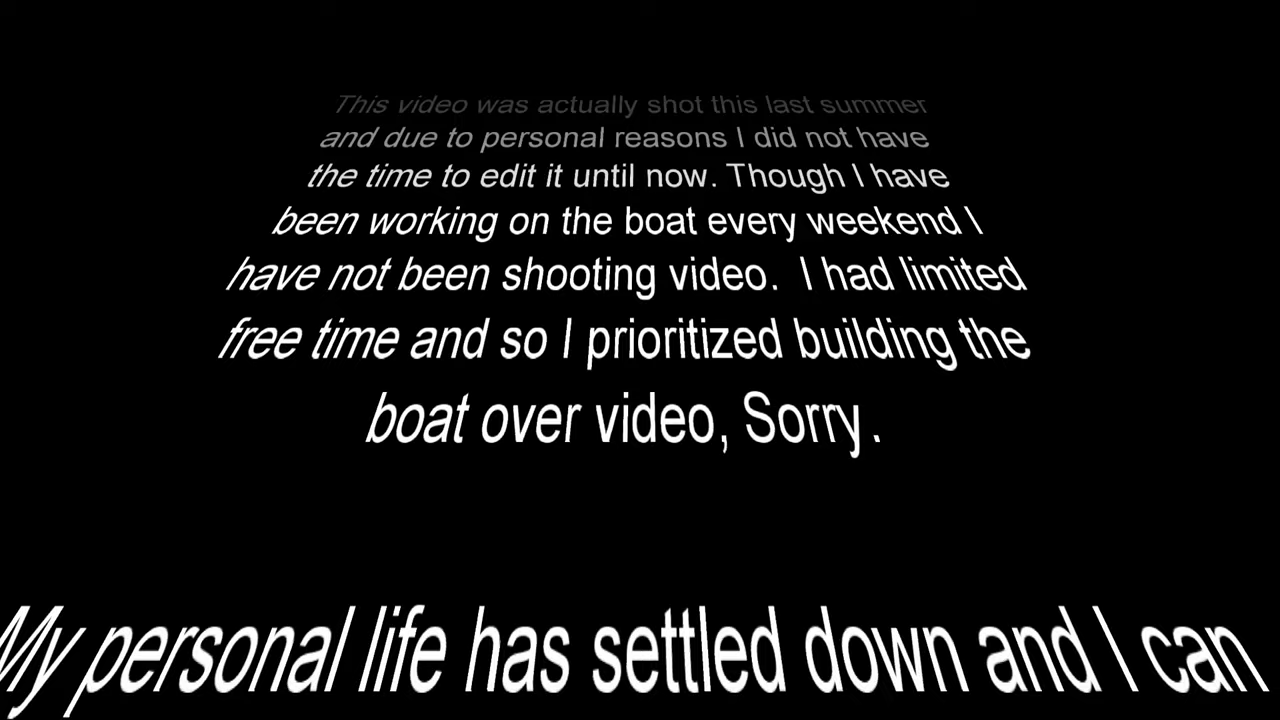 This video was actually shot this last summer
and due to personal reasons I did not have
the time to edit it until now. Though I have
been working on the boat every weekend I
have not been shooting video.  I had limited
free time and so I prioritized building the
boat over video, Sorry.
My personal life has settled down and I can